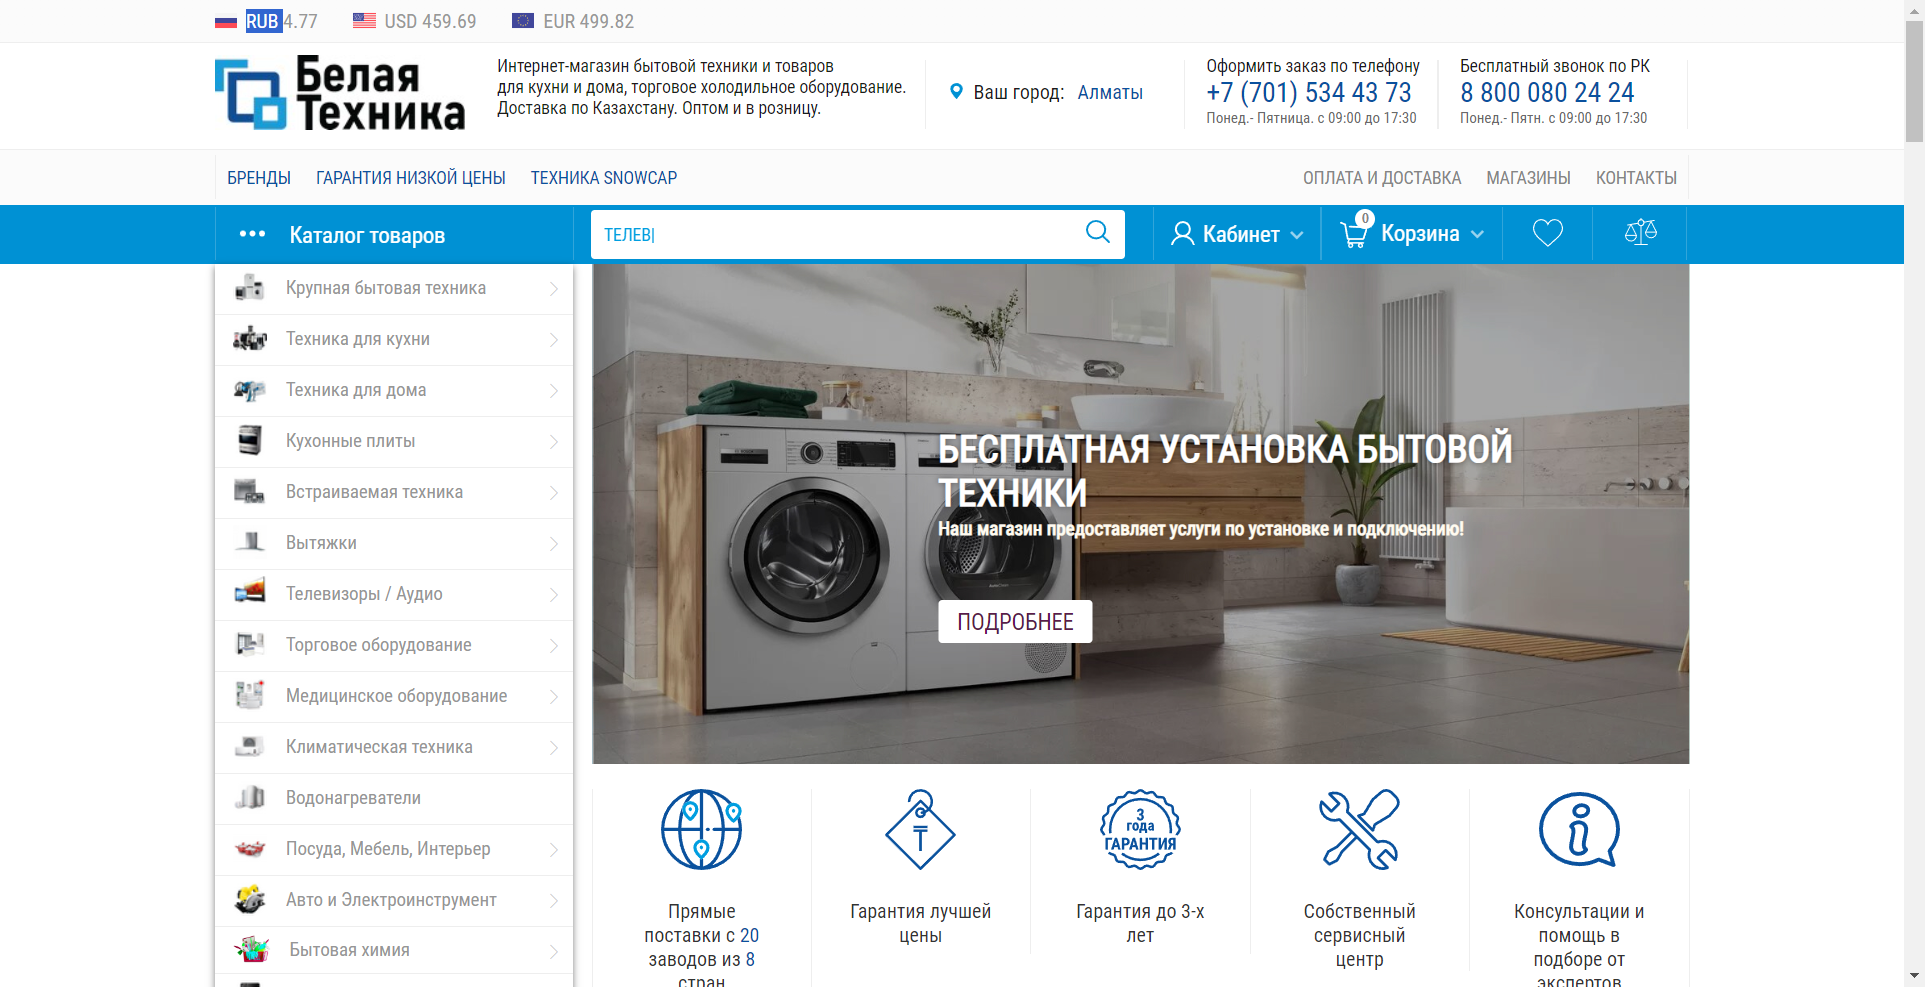 RUB 4.77 USD 459.69 EUR 499.82
Белая
Техника
Интернет-магазин бытовой техники и товаров
для кухни и дома, торговое холодильное оборудование.
Доставка по Казахстану. Оптом и в розницу.
Ваш город: Алматы
Оформить заказ по телефону
+7 (701) 534 43 73
Понед.- Пятница. с 09:00 до 17:30
Бесплатный звонок по РК
8 800 080 24 24
Понед.- Пятн. с 09:00 до 17:30
БРЕНДЫ ГАРАНТИЯ НИЗКОЙ ЦЕНЫ ТЕХНИКА SNOWCAP ОПЛАТА И ДОСТАВКА МАГАЗИНЫ КОНТАКТЫ
Каталог товаров
ТЕЛЕВ|
Кабинет
0
Корзина
Крупная бытовая техника
Техника для кухни
Техника для дома
Кухонные плиты
Встраиваемая техника
Вытяжки
Телевизоры / Аудио
Торговое оборудование
Медицинское оборудование
Климатическая техника
Водонагреватели
Посуда, Мебель, Интерьер
Авто и Электроинструмент
Бытовая химия
БЕСПЛАТНАЯ УСТАНОВКА БЫТОВОЙ
ТЕХНИКИ
Наш магазин предоставляет услуги по установке и подключению!
ПОДРОБНЕЕ
Прямые
поставки с 20
заводов из 8
стран
₸
Гарантия лучшей
цены
3
года
ГАРАНТИЯ
Гарантия до 3-х
лет
Собственный
сервисный
центр
Консультации и
помощь в
подборе от
экспертов